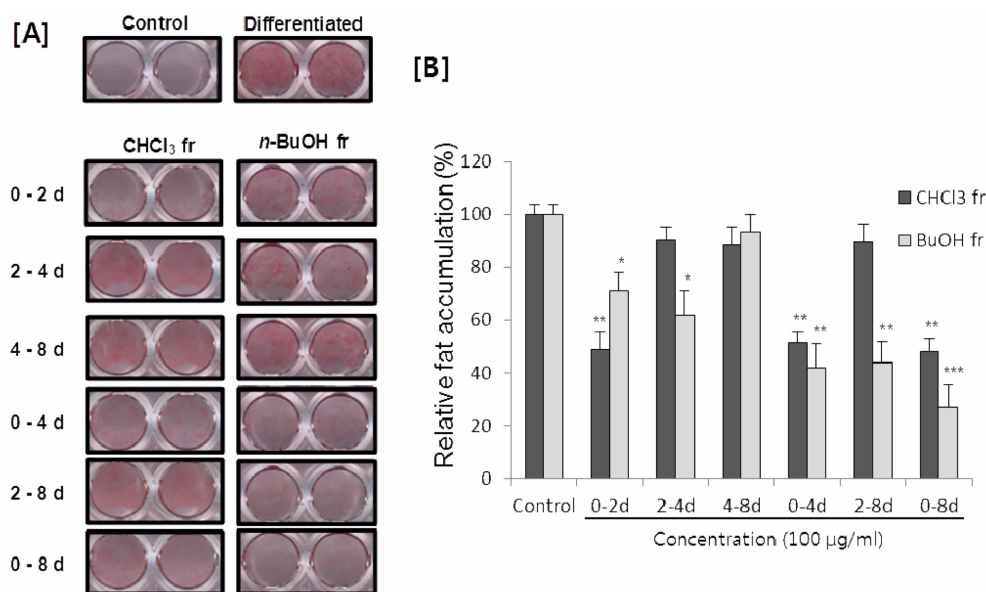 [A]
Control Differentiated
CHCl₃ fr n-BuOH fr
0 - 2 d
2 - 4 d
4 - 8 d
0 - 4 d
2 - 8 d
0 - 8 d
[B]
Relative fat accumulation (%)
120
100
80
60
40
20
0
CHCl3 fr
BuOH fr
** * * ** ** ** ** ***
Control 0-2d 2-4d 4-8d 0-4d 2-8d 0-8d
Concentration (100 µg/ml)